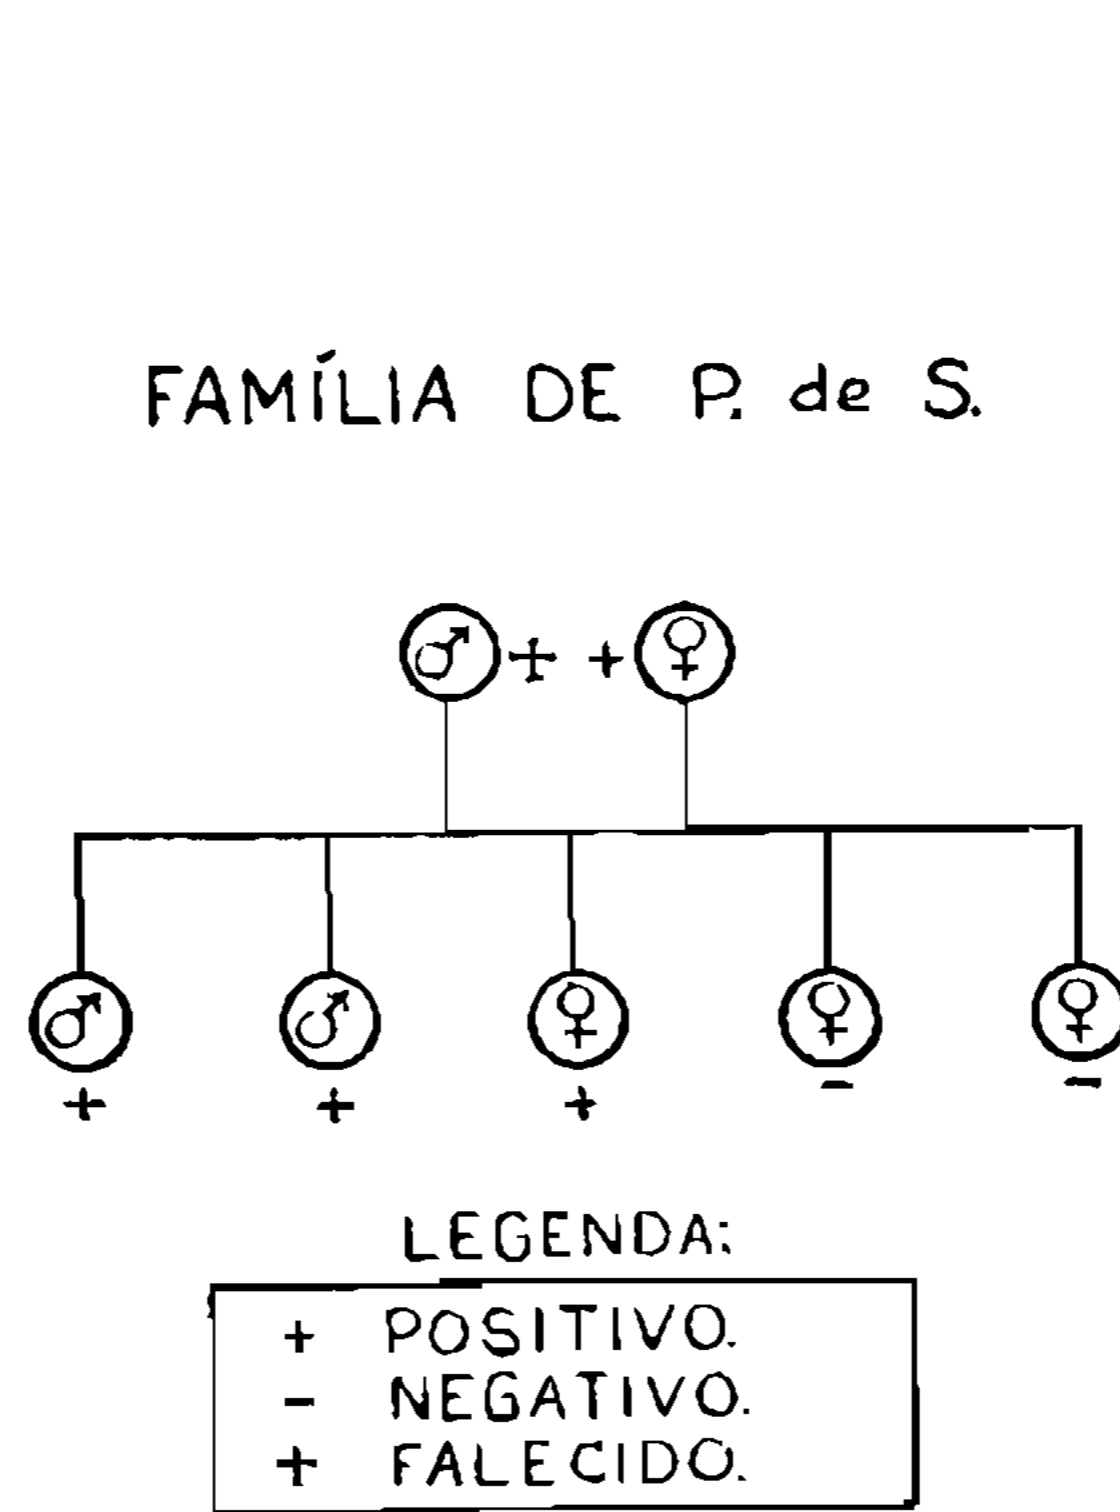 FAMÍLIA DE P. de S.
♂ + + ♀
♂ ♂ ♀ ♀ ♀
+ + + - -
LEGENDA:
+ POSITIVO.
- NEGATIVO.
+ FALECIDO.